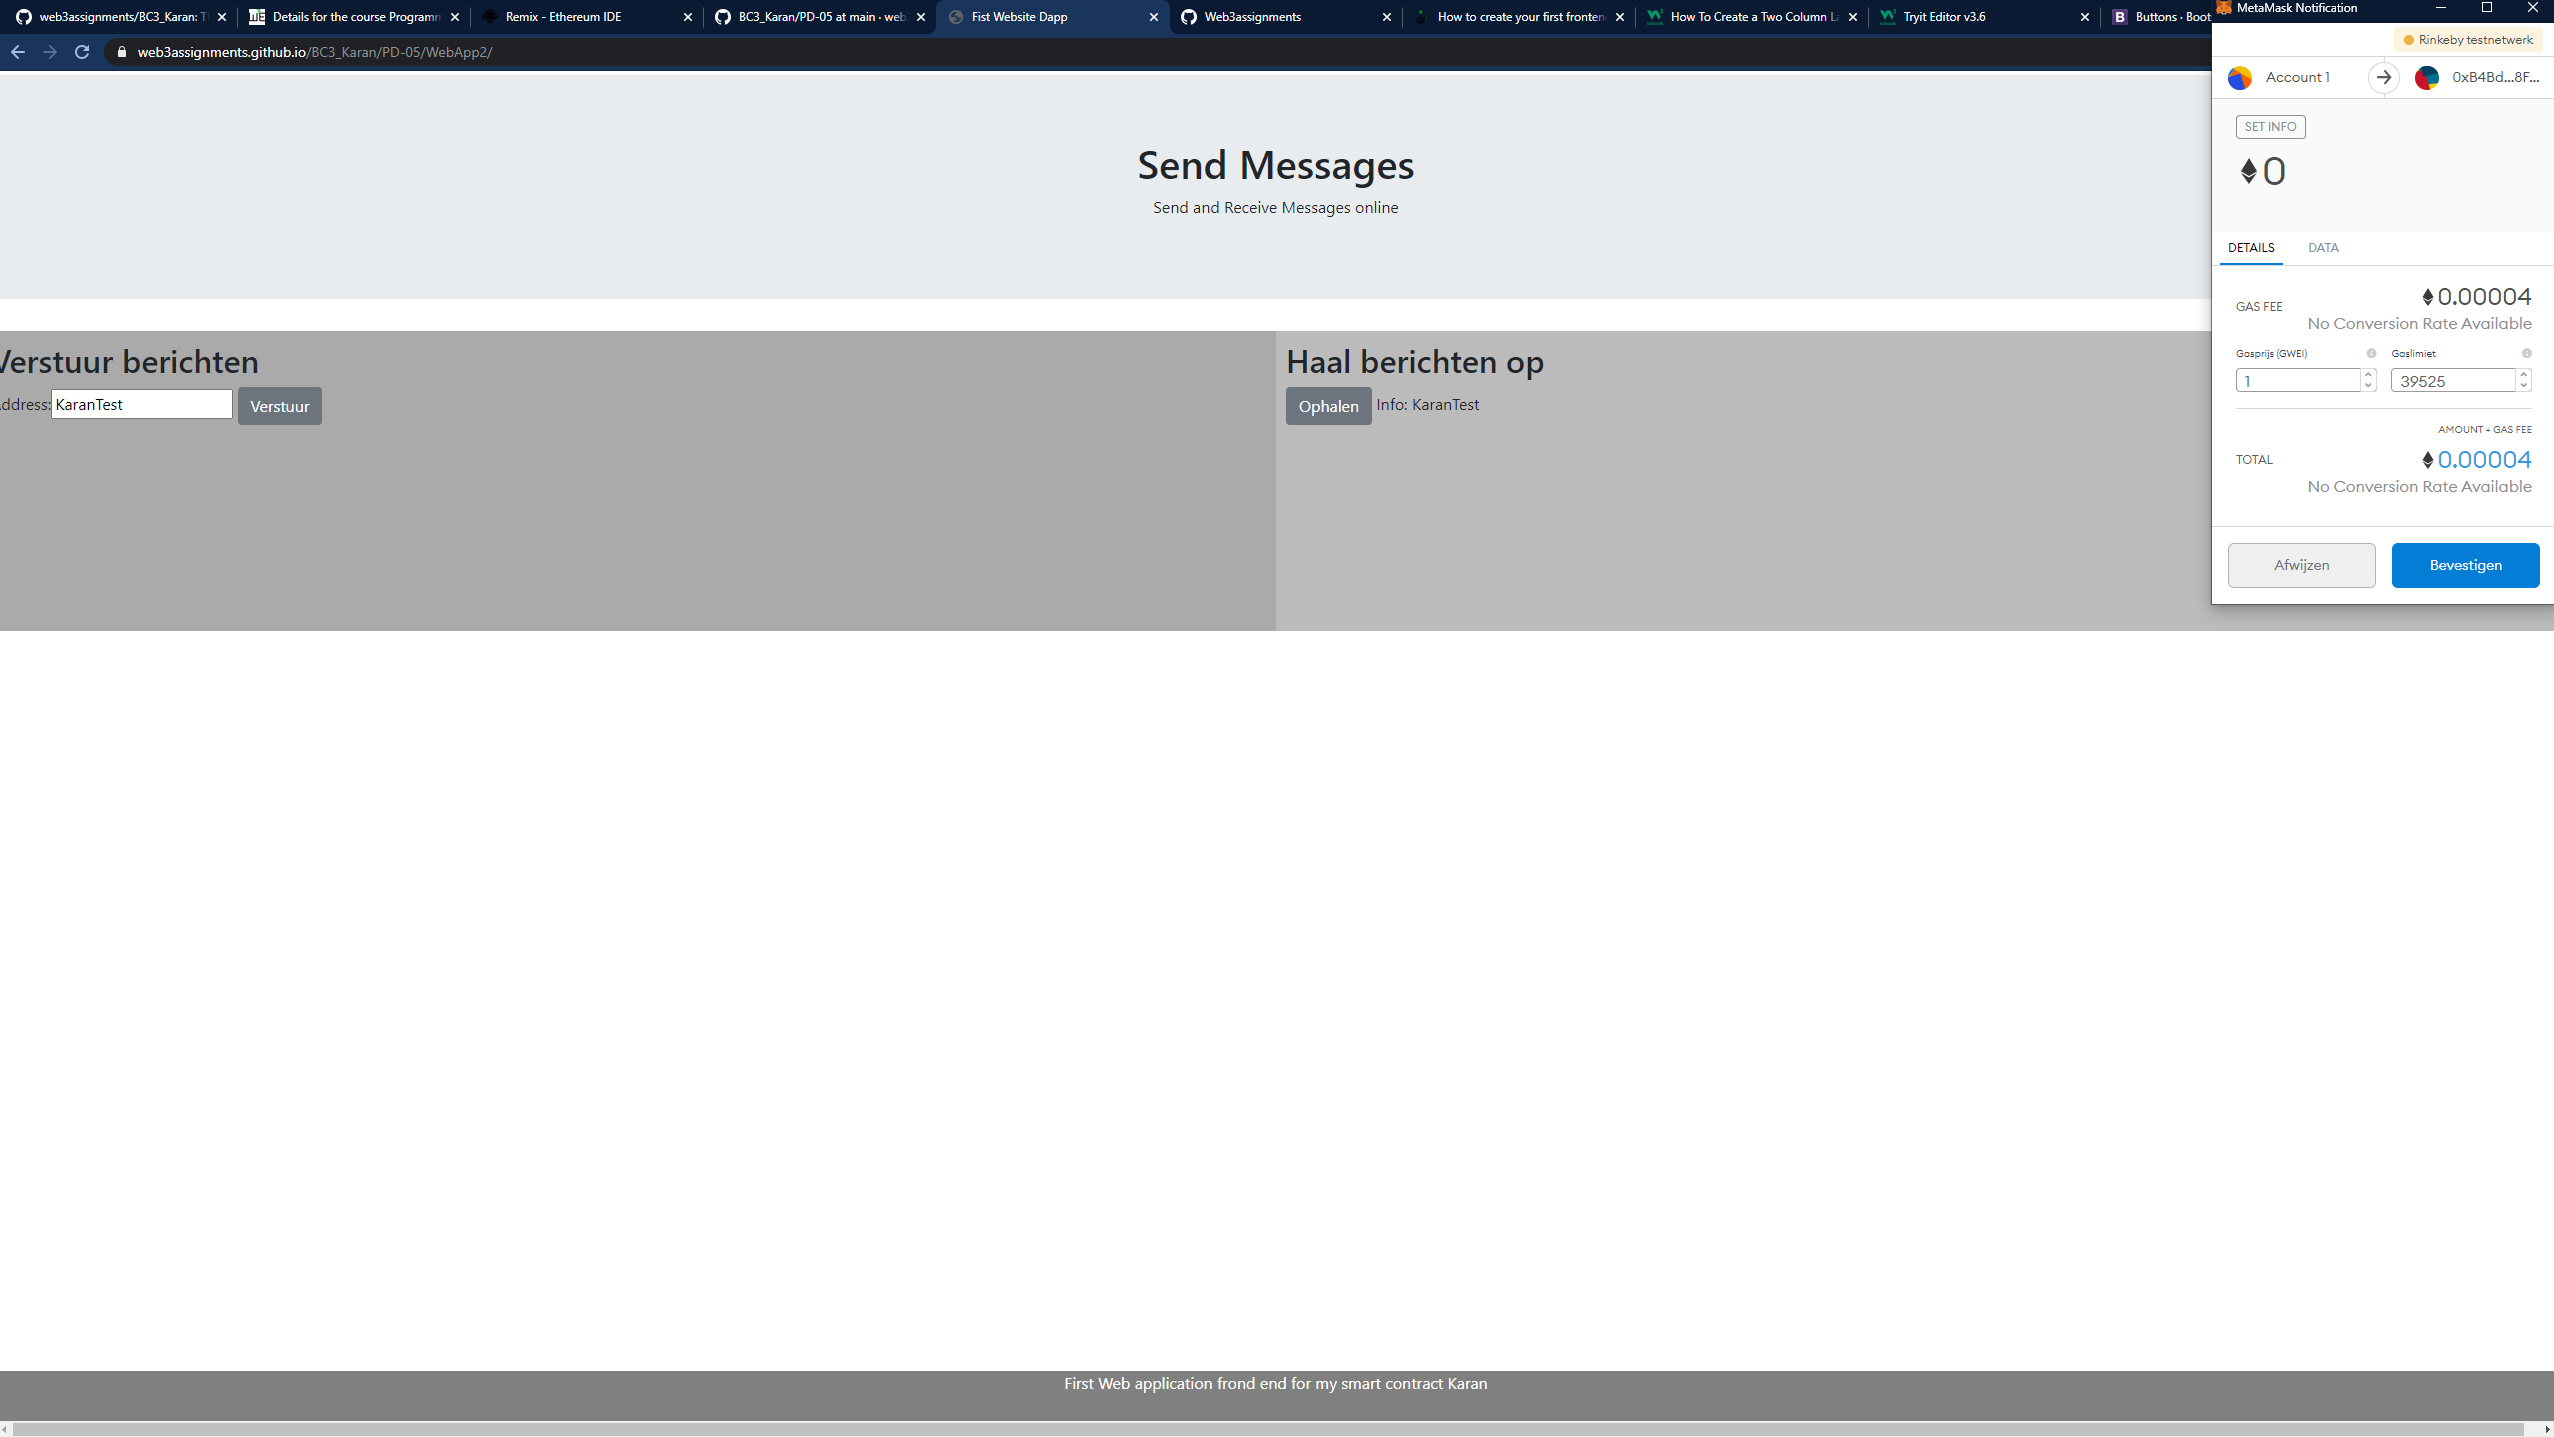 web3assignments/BC3_Karan: T
Details for the course Programm
Remix - Ethereum IDE
BC3_Karan/PD-05 at main · web
Fist Website Dapp
Web3assignments
How to create your first fronten
How To Create a Two Column La
Tryit Editor v3.6
Buttons · Boot
MetaMask Notification
web3assignments.github.io/BC3_Karan/PD-05/WebApp2/
Rinkeby testnetwerk
Account 1
0xB4Bd...8F...
SET INFO
0
DETAILS
DATA
GAS FEE
0.00004
No Conversion Rate Available
Gasprijs (GWEI)
Gaslimiet
1
39525
AMOUNT + GAS FEE
TOTAL
0.00004
No Conversion Rate Available
Afwijzen
Bevestigen
Send Messages
Send and Receive Messages online
Verstuur berichten
ddress:
KaranTest
Verstuur
Haal berichten op
Ophalen
Info: KaranTest
First Web application frond end for my smart contract Karan